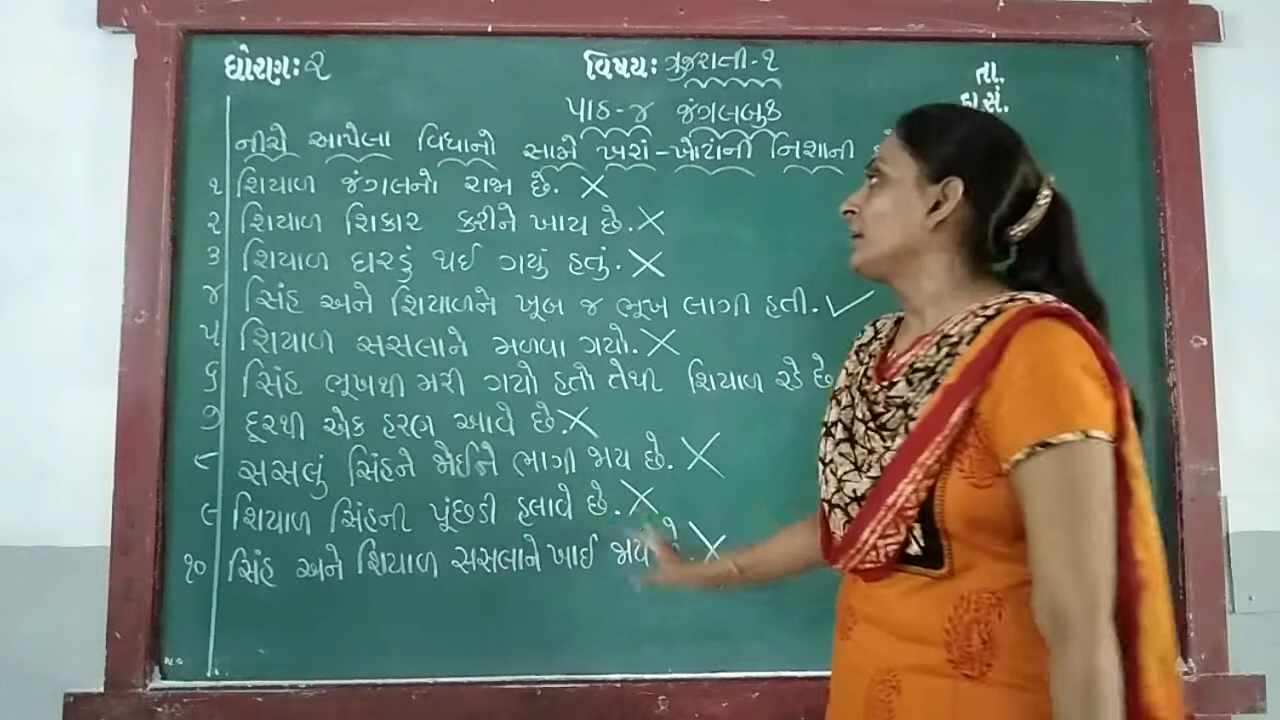 ધોરણઃ ૨
વિષયઃ ગુજરાતી-૧
તા.
હા.સં.
પાઠ-૪ જંગલબુક
નીચે આપેલા વિધાનો સામે ખરાં-ખોટાંની નિશાની
૧ શિયાળ જંગલનો રાજા છે. ✗
૨ શિયાળ શિકાર કરીને ખાય છે. ✗
૩ શિયાળ ઘરડું થઈ ગયું હતું. ✗
૪ સિંહ અને શિયાળને ખૂબ જ ભૂખ લાગી હતી. ✓
૫ શિયાળ સસલાને મળવા ગયો. ✗
૬ સિંહ ભૂખથી મરી ગયો હતો તેથી શિયાળ રડે છે
૭ દૂરથી એક હરણ આવે છે. ✗
૮ સસલું સિંહને જોઈને ભાગી જાય છે. ✗
૯ શિયાળ સિંહની પૂંછડી હલાવે છે. ✗
૧૦ સિંહ અને શિયાળ સસલાને ખાઈ જાય ✗